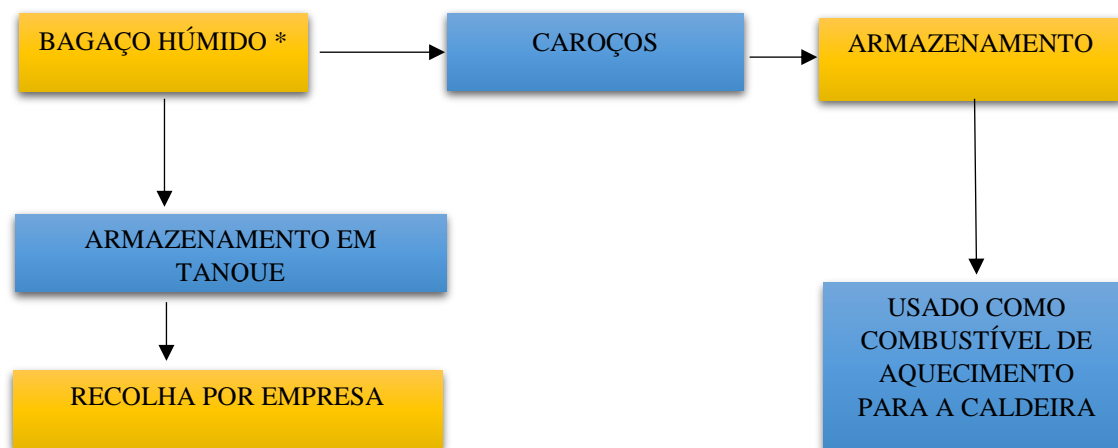 BAGAÇO HÚMIDO *
CAROÇOS
ARMAZENAMENTO
ARMAZENAMENTO EM
TANQUE
RECOLHA POR EMPRESA
USADO COMO
COMBUSTÍVEL DE
AQUECIMENTO
PARA A CALDEIRA